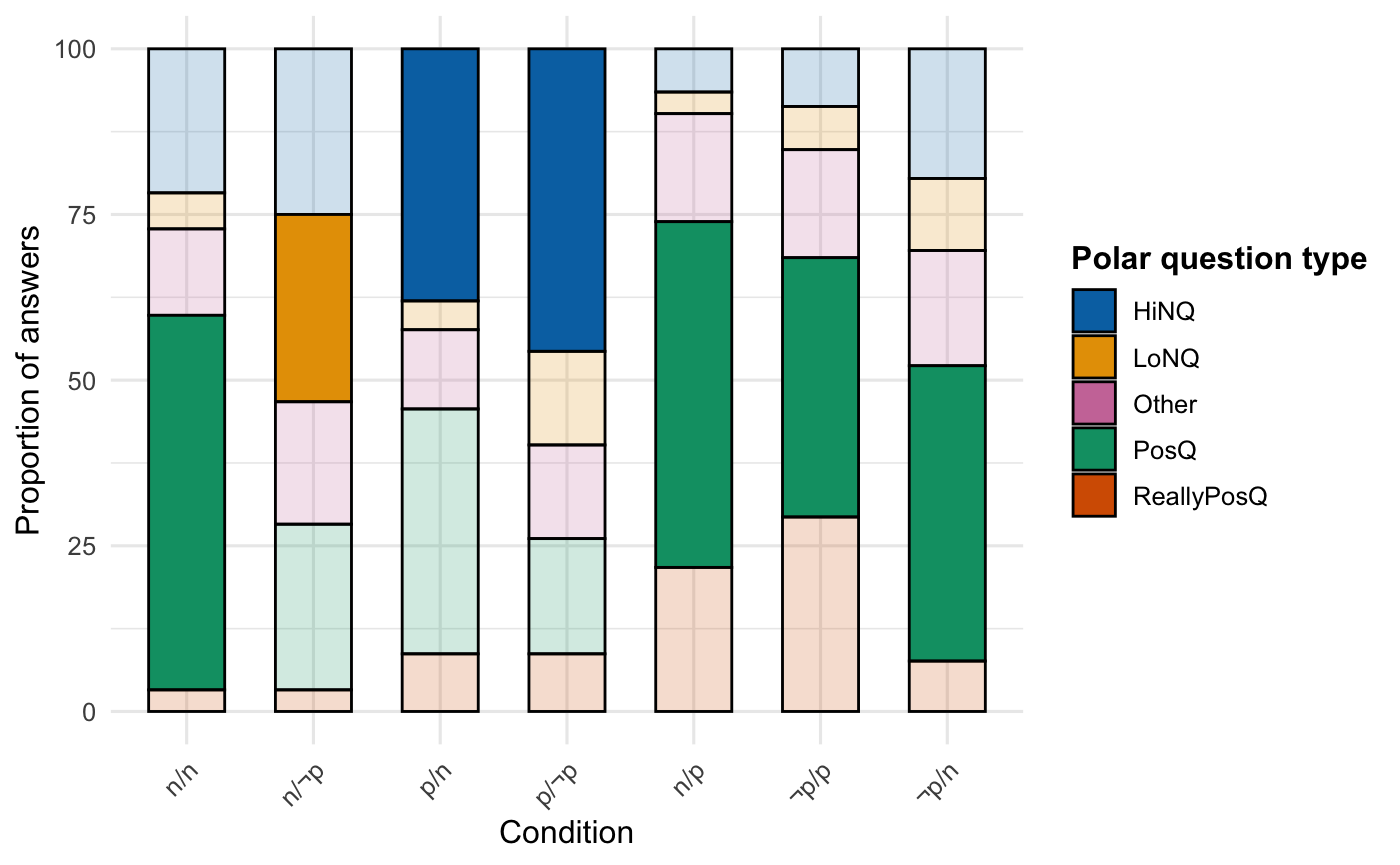 100
75
50
25
0
Proportion of answers
n/n
n/¬p
p/n
p/¬p
n/p
¬p/p
¬p/n
Condition
Polar question type
HiNQ
LoNQ
Other
PosQ
ReallyPosQ